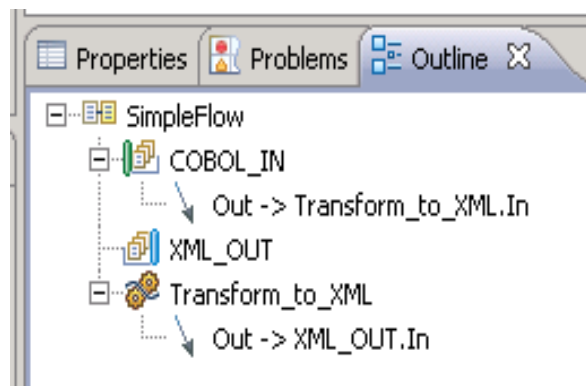 Properties Problems Outline
SimpleFlow
COBOL_IN
Out -> Transform_to_XML.In
XML_OUT
Transform_to_XML
Out -> XML_OUT.In